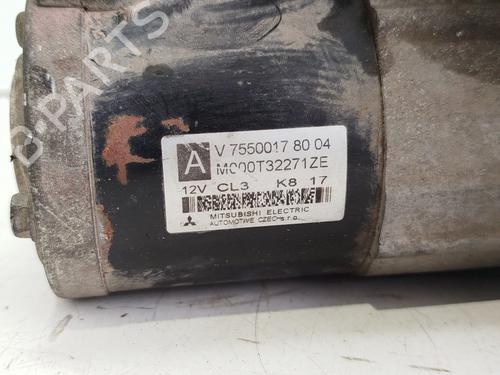 A V 7550017 80 04
M000T32271ZE
12V CL3 K8 17
MITSUBISHI ELECTRIC
AUTOMOTIVE CZECH s.r.o.
B-PARTS